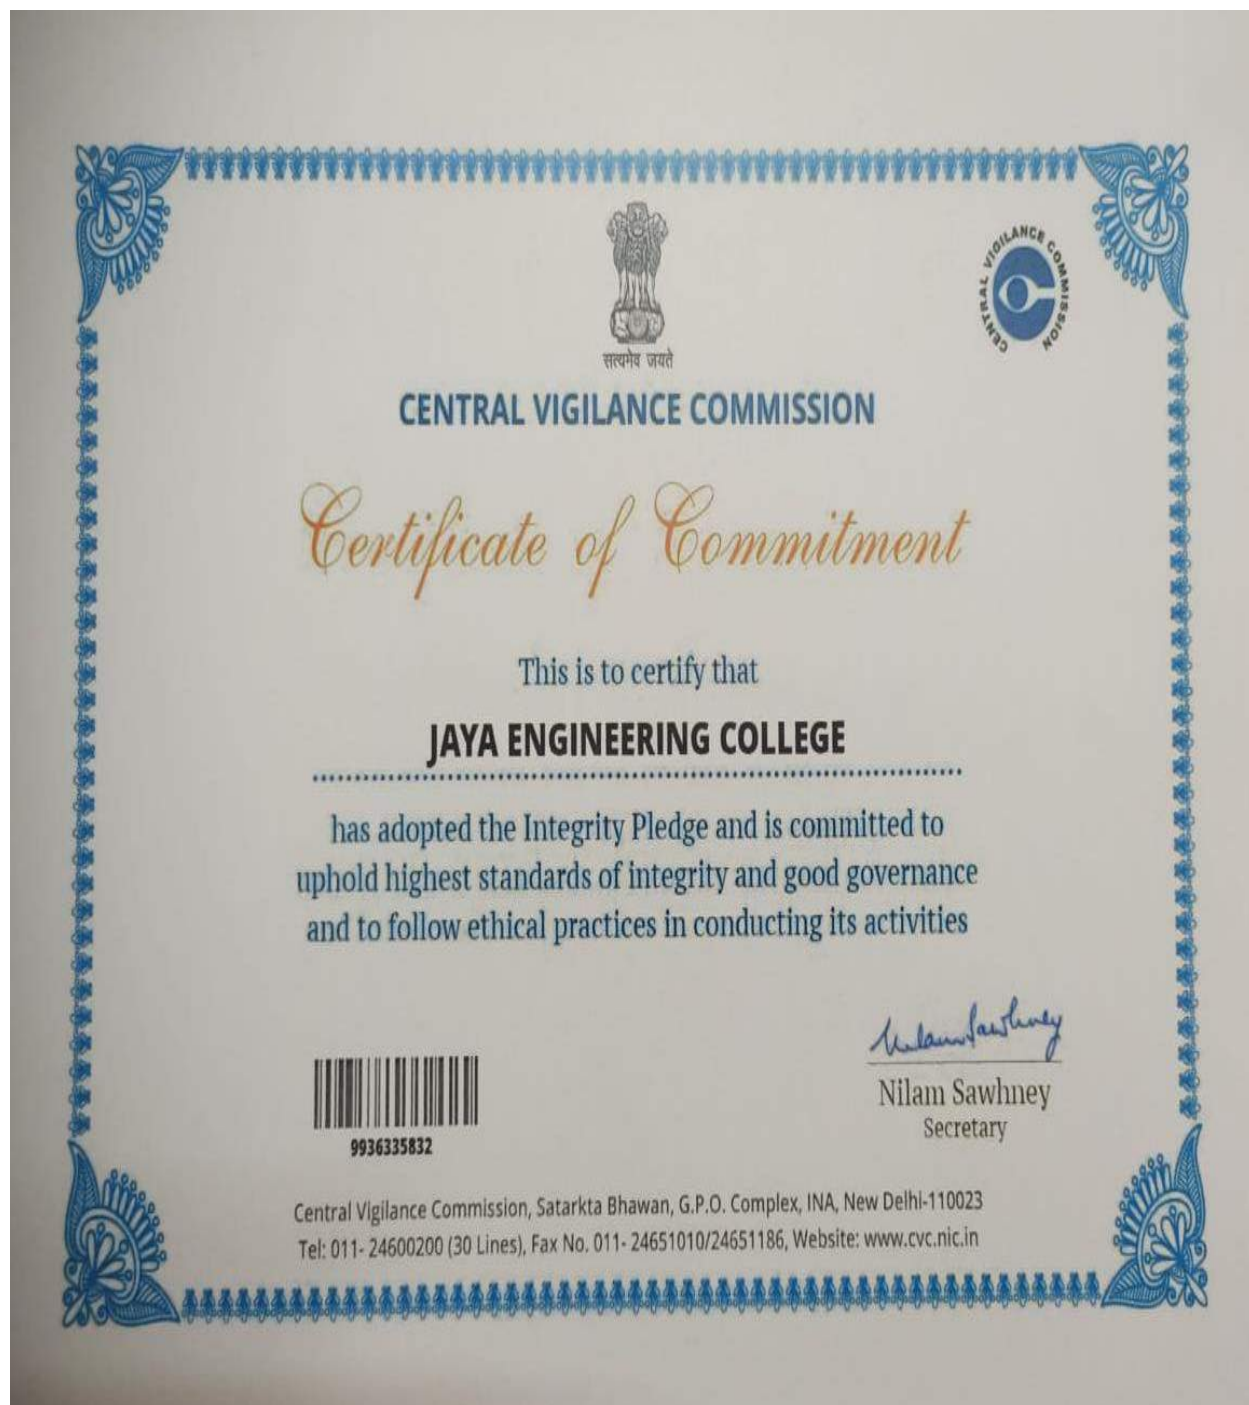 सत्यमेव जयते
CENTRAL VIGILANCE COMMISSION
CENTRAL VIGILANCE COMMISSION
Certificate of Commitment
This is to certify that
JAYA ENGINEERING COLLEGE
has adopted the Integrity Pledge and is committed to
uphold highest standards of integrity and good governance
and to follow ethical practices in conducting its activities
Nilam Sawhney
Nilam Sawhney
Secretary
9936335832
Central Vigilance Commission, Satarkta Bhawan, G.P.O. Complex, INA, New Delhi-110023
Tel: 011- 24600200 (30 Lines), Fax No. 011- 24651010/24651186, Website: www.cvc.nic.in